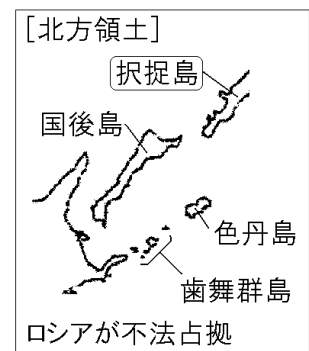 [北方領土]
択捉島
国後島
色丹島
歯舞群島
ロシアが不法占拠